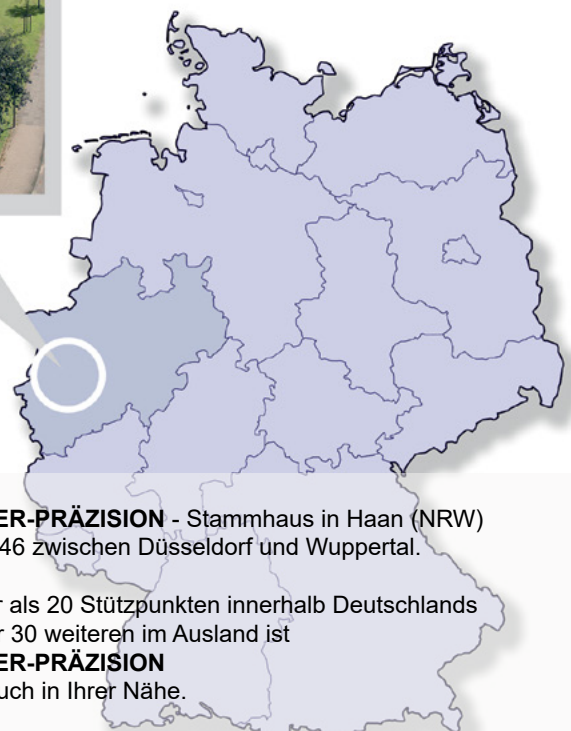 ER-PRÄZISION - Stammhaus in Haan (NRW)
46 zwischen Düsseldorf und Wuppertal.
r als 20 Stützpunkten innerhalb Deutschlands
r 30 weiteren im Ausland ist
ER-PRÄZISION
uch in Ihrer Nähe.